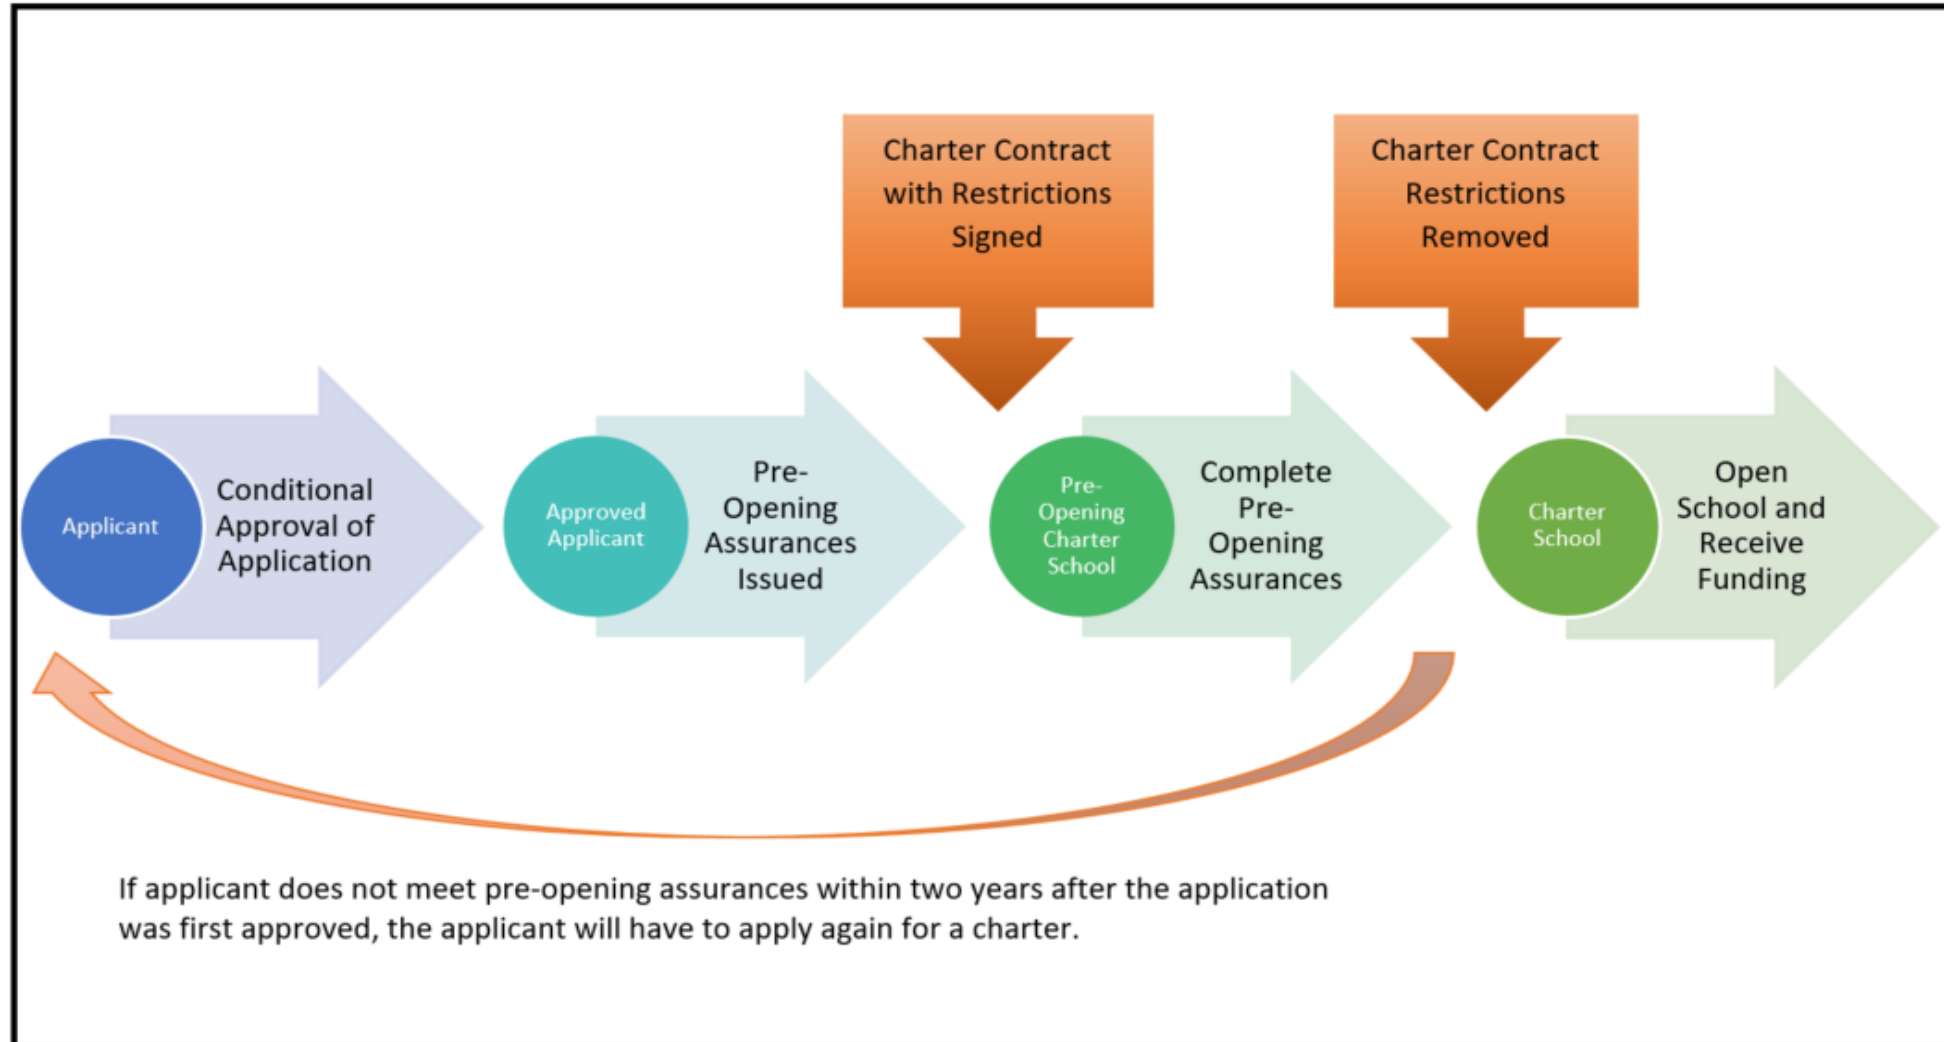 Charter Contract
with Restrictions
Signed
Charter Contract
Restrictions
Removed
Applicant
Conditional
Approval of
Application
Approved
Applicant
Pre-
Opening
Assurances
Issued
Pre-
Opening
Charter
School
Complete
Pre-
Opening
Assurances
Charter
School
Open
School and
Receive
Funding
If applicant does not meet pre-opening assurances within two years after the application
was first approved, the applicant will have to apply again for a charter.